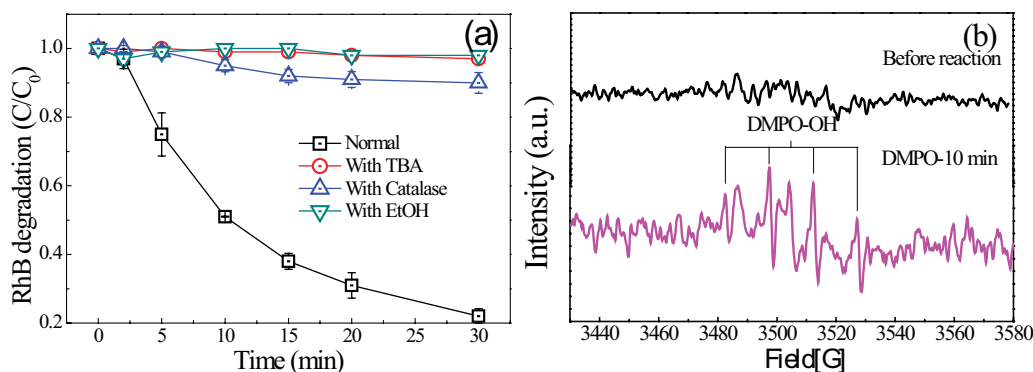 (a)
RhB degradation (C/C₀)
1.0
0.8
0.6
0.4
0.2
Normal
With TBA
With Catalase
With EtOH
0 5 10 15 20 25 30
Time (min)
(b)
Before reaction
DMPO-OH
DMPO-10 min
Intensity (a.u.)
3440 3460 3480 3500 3520 3540 3560 3580
Field[G]